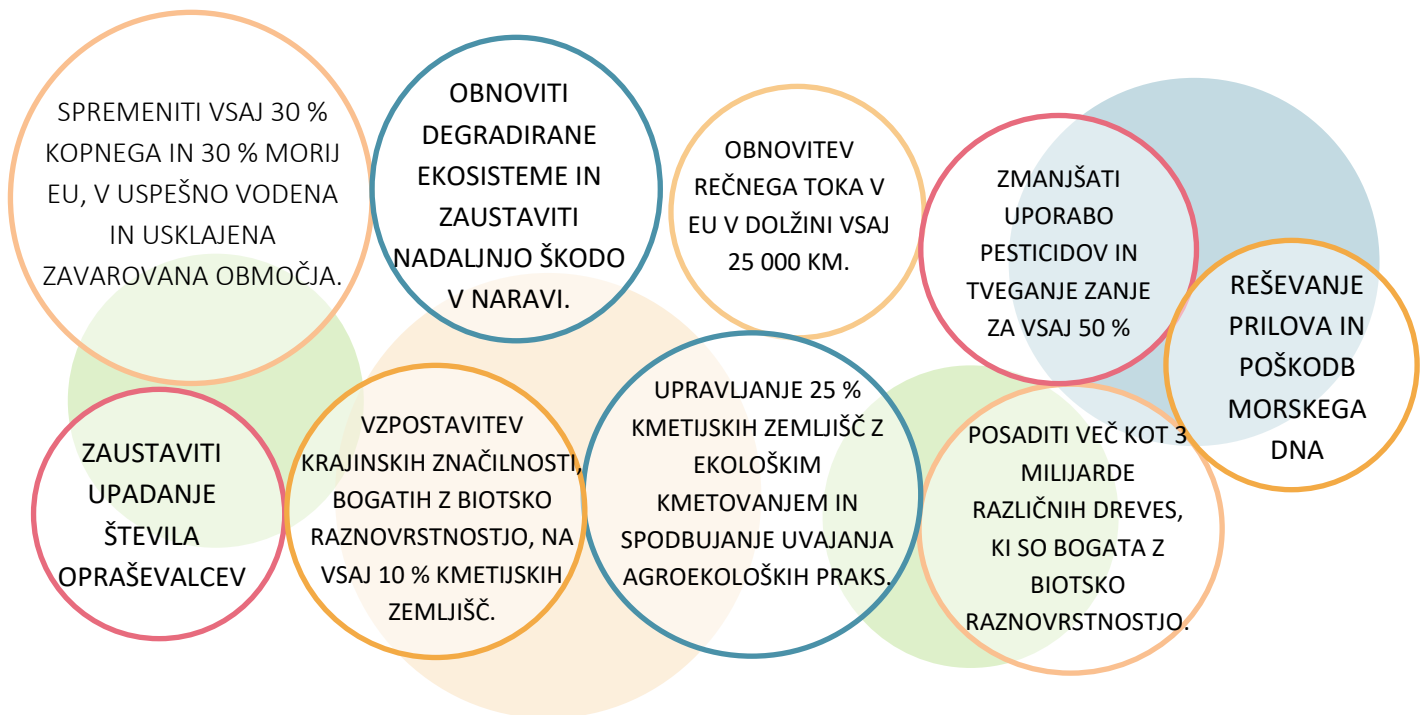 SPREMENITI VSAJ 30 %
KOPNEGA IN 30 % MORIJ
EU, V USPEŠNO VODENA
IN USKLAJENA
ZAVAROVANA OBMOČJA.
OBNOVITI
DEGRADIRANE
EKOSISTEME IN
ZAUSTAVITI
NADALJNJO ŠKODO
V NARAVI.
OBNOVITEV
REČNEGA TOKA V
EU V DOLŽINI VSAJ
25 000 KM.
ZMANJŠATI
UPORABO
PESTICIDOV IN
TVEGANJE ZANJE
ZA VSAJ 50 %
REŠEVANJE
PRILOVA IN
POŠKODB
MORSKEGA
DNA
ZAUSTAVITI
UPADANJE
ŠTEVILA
OPRAŠEVALCEV
VZPOSTAVITEV
KRAJINSKIH ZNAČILNOSTI,
BOGATIH Z BIOTSKO
RAZNOVRSTNOSTJO, NA
VSAJ 10 % KMETIJSKIH
ZEMLJIŠČ.
UPRAVLJANJE 25 %
KMETIJSKIH ZEMLJIŠČ Z
EKOLOŠKIM
KMETOVANJEM IN
SPODBUJANJE UVAJANJA
AGROEKOLOŠKIH PRAKS.
POSADITI VEČ KOT 3
MILIJARDE
RAZLIČNIH DREVES,
KI SO BOGATA Z
BIOTSKO
RAZNOVRSTNOSTJO.